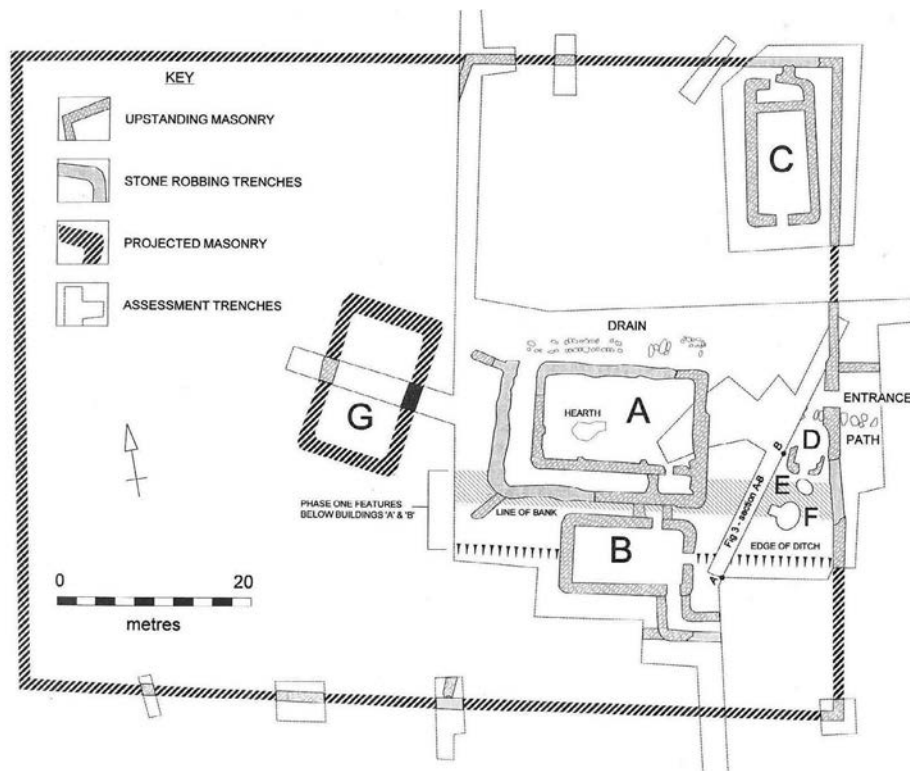 KEY
UPSTANDING MASONRY
STONE ROBBING TRENCHES
PROJECTED MASONRY
ASSESSMENT TRENCHES
C
DRAIN
A
HEARTH
G
ENTRANCE
D
PATH
B
E
PHASE ONE FEATURES
BELOW BUILDINGS 'A' & 'B'
LINE OF BANK
F
Fig 3 - section A-B
B
EDGE OF DITCH
A
0 20
metres